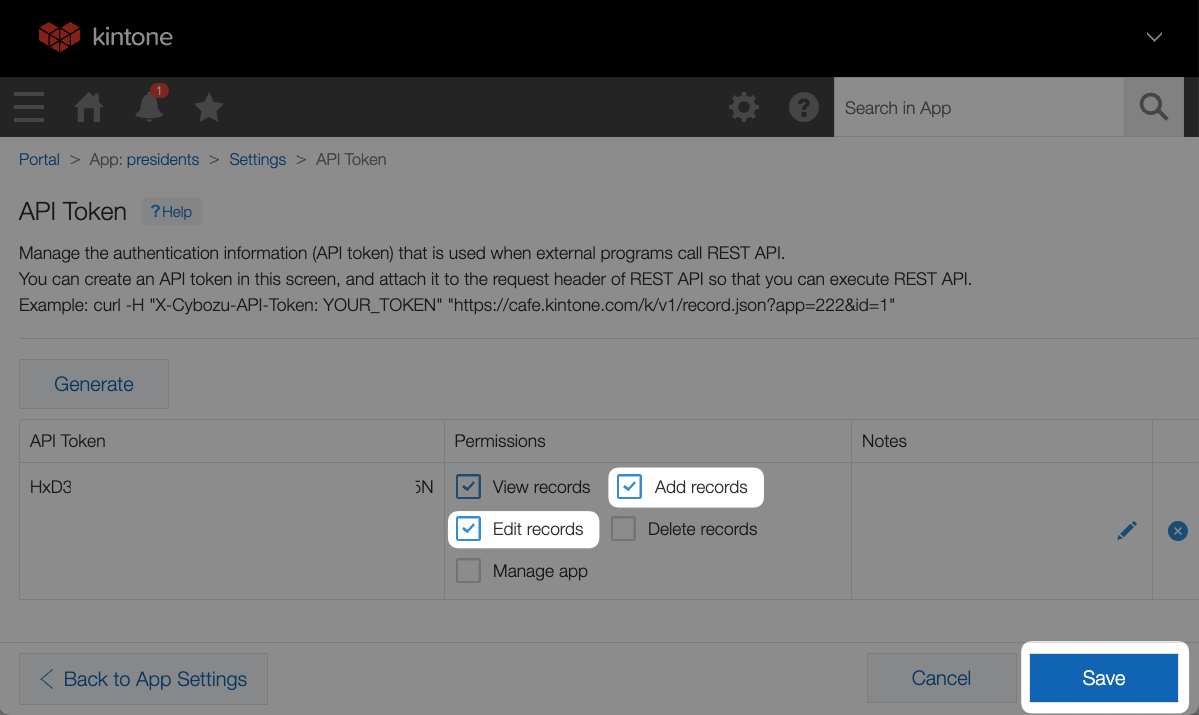 kintone
1
?
Search in App
Portal > App: presidents > Settings > API Token
API Token ? Help
Manage the authentication information (API token) that is used when external programs call REST API.
You can create an API token in this screen, and attach it to the request header of REST API so that you can execute REST API.
Example: curl -H "X-Cybozu-API-Token: YOUR_TOKEN" "https://cafe.kintone.com/k/v1/record.json?app=222&id=1"
Generate
API Token Permissions Notes
HxD3 5N View records Add records
Edit records Delete records
Manage app
Back to App Settings Cancel Save